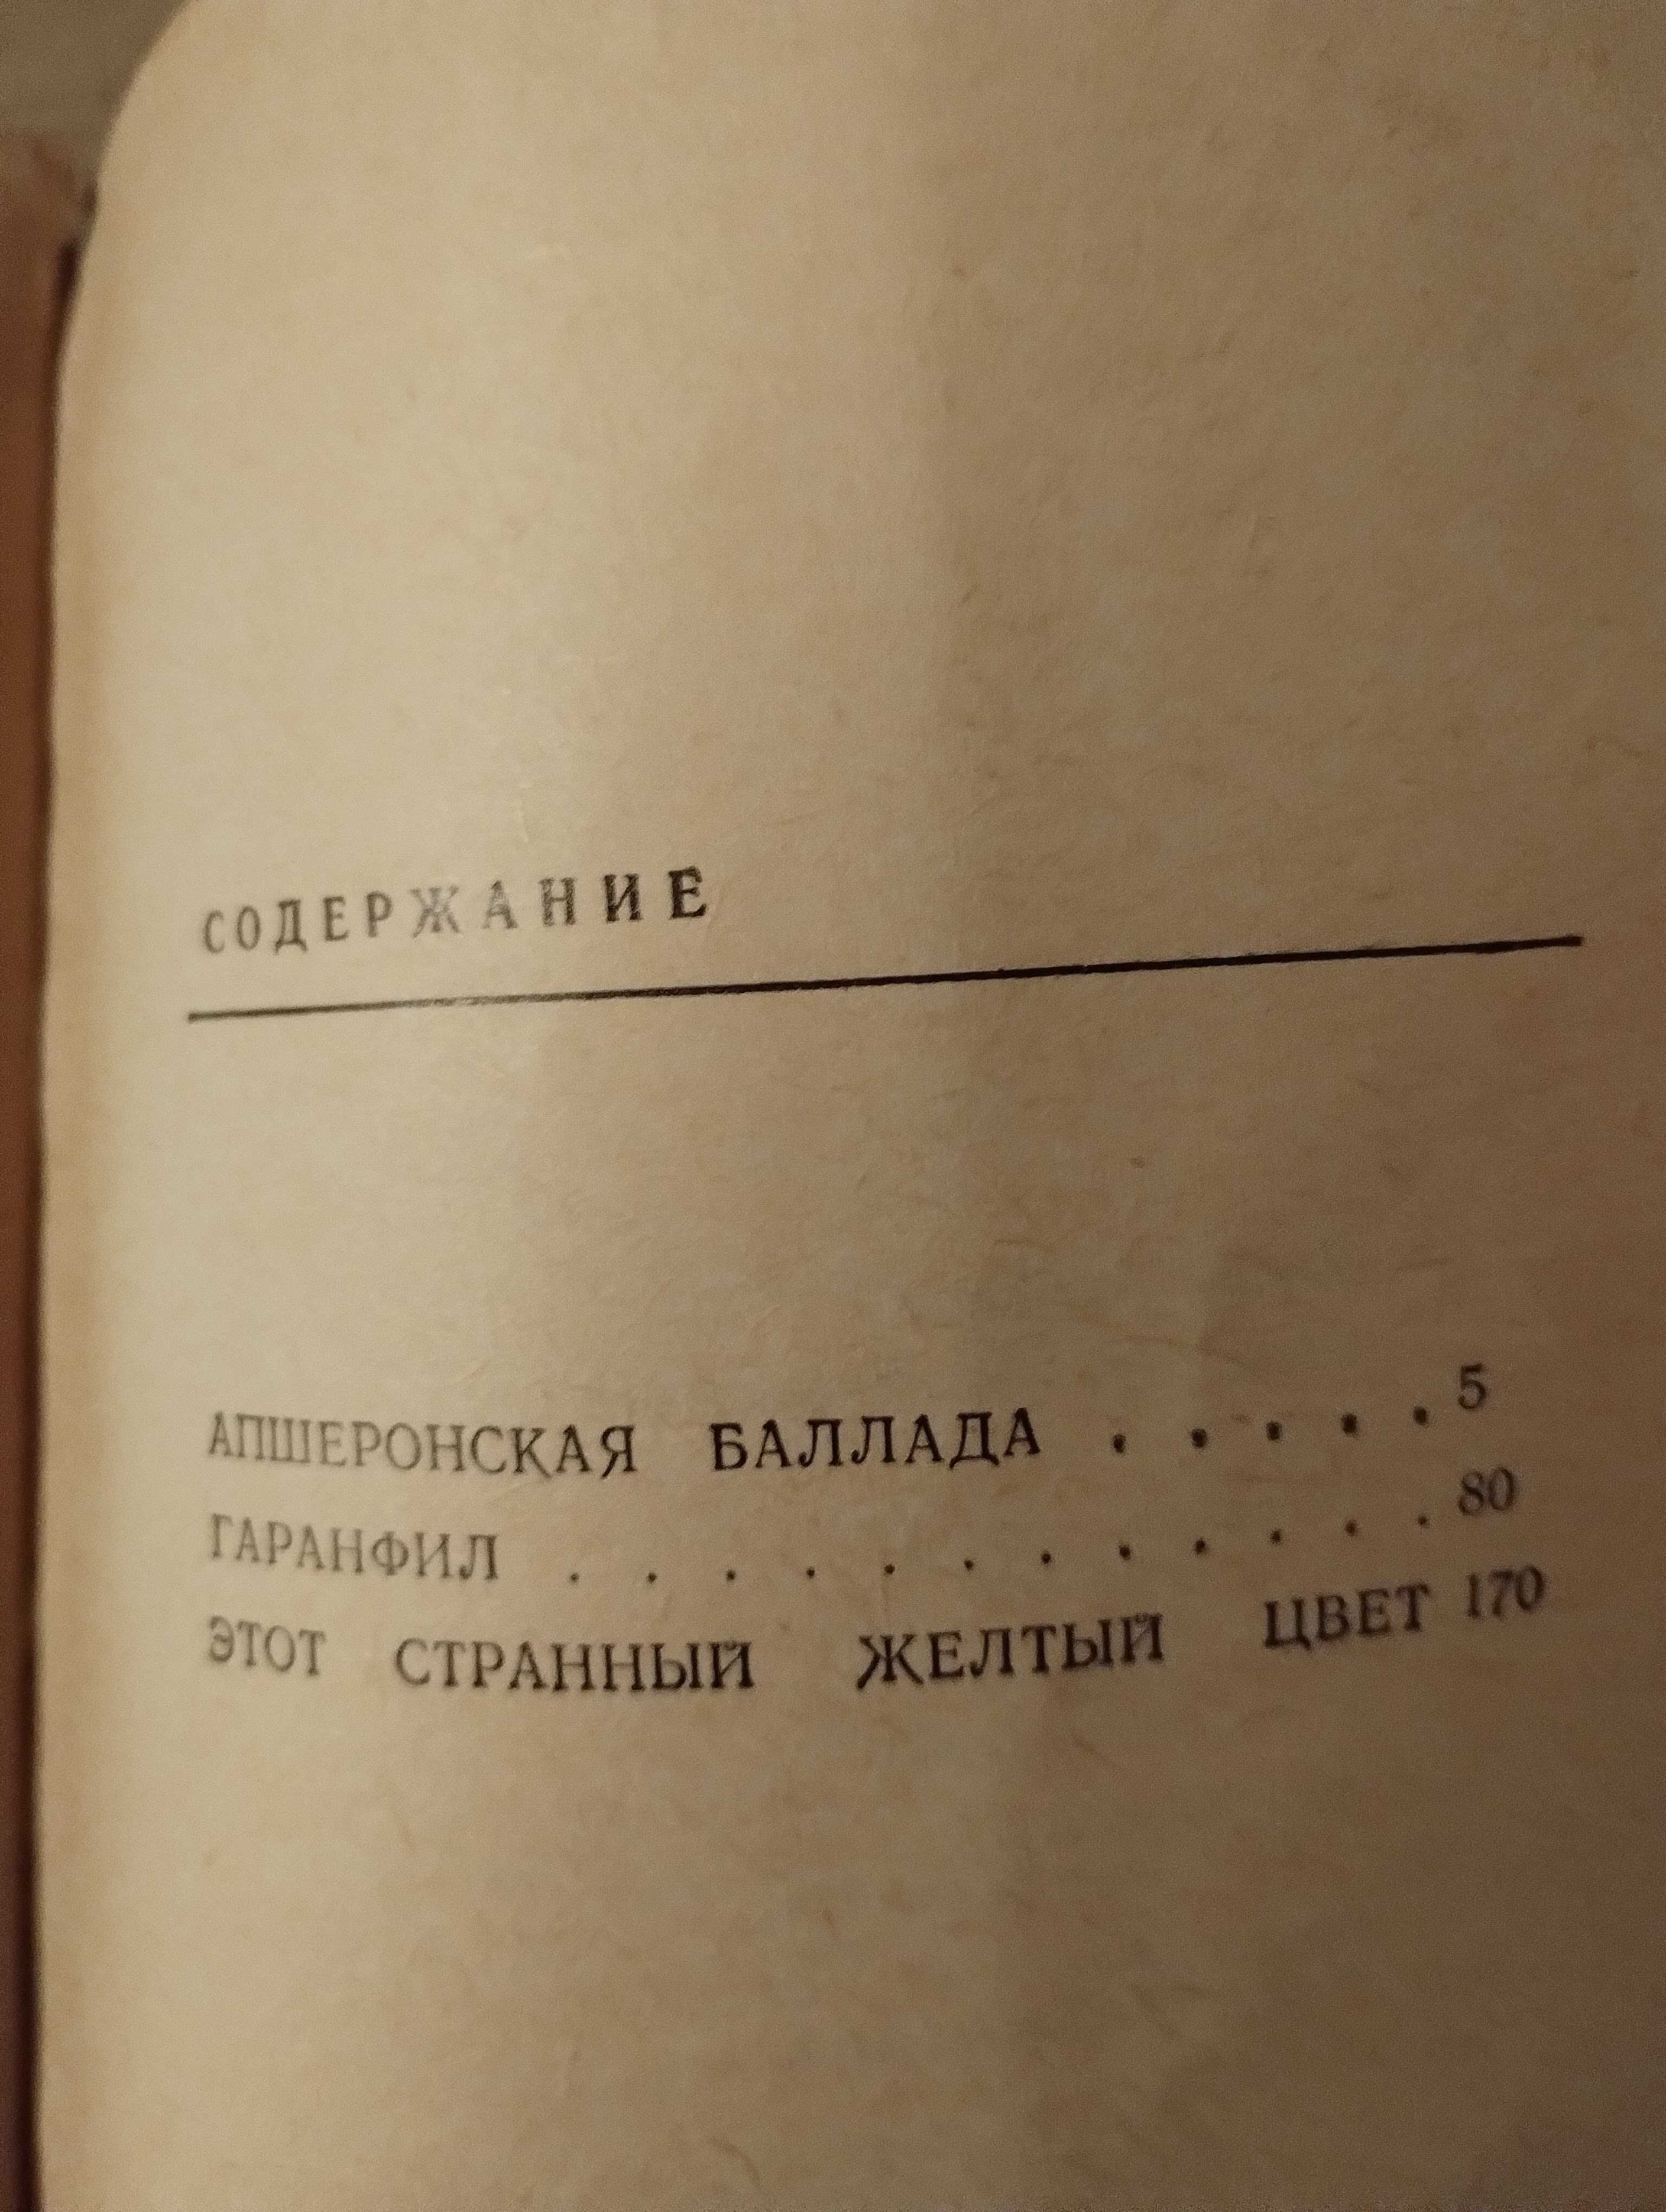 СОДЕРЖАНИЕ
АПШЕРОНСКАЯ БАЛЛАДА . . . . . 5
ГАРАНФИЛ . . . . . . . . . . . . 80
ЭТОТ СТРАННЫЙ ЖЕЛТЫЙ ЦВЕТ 170